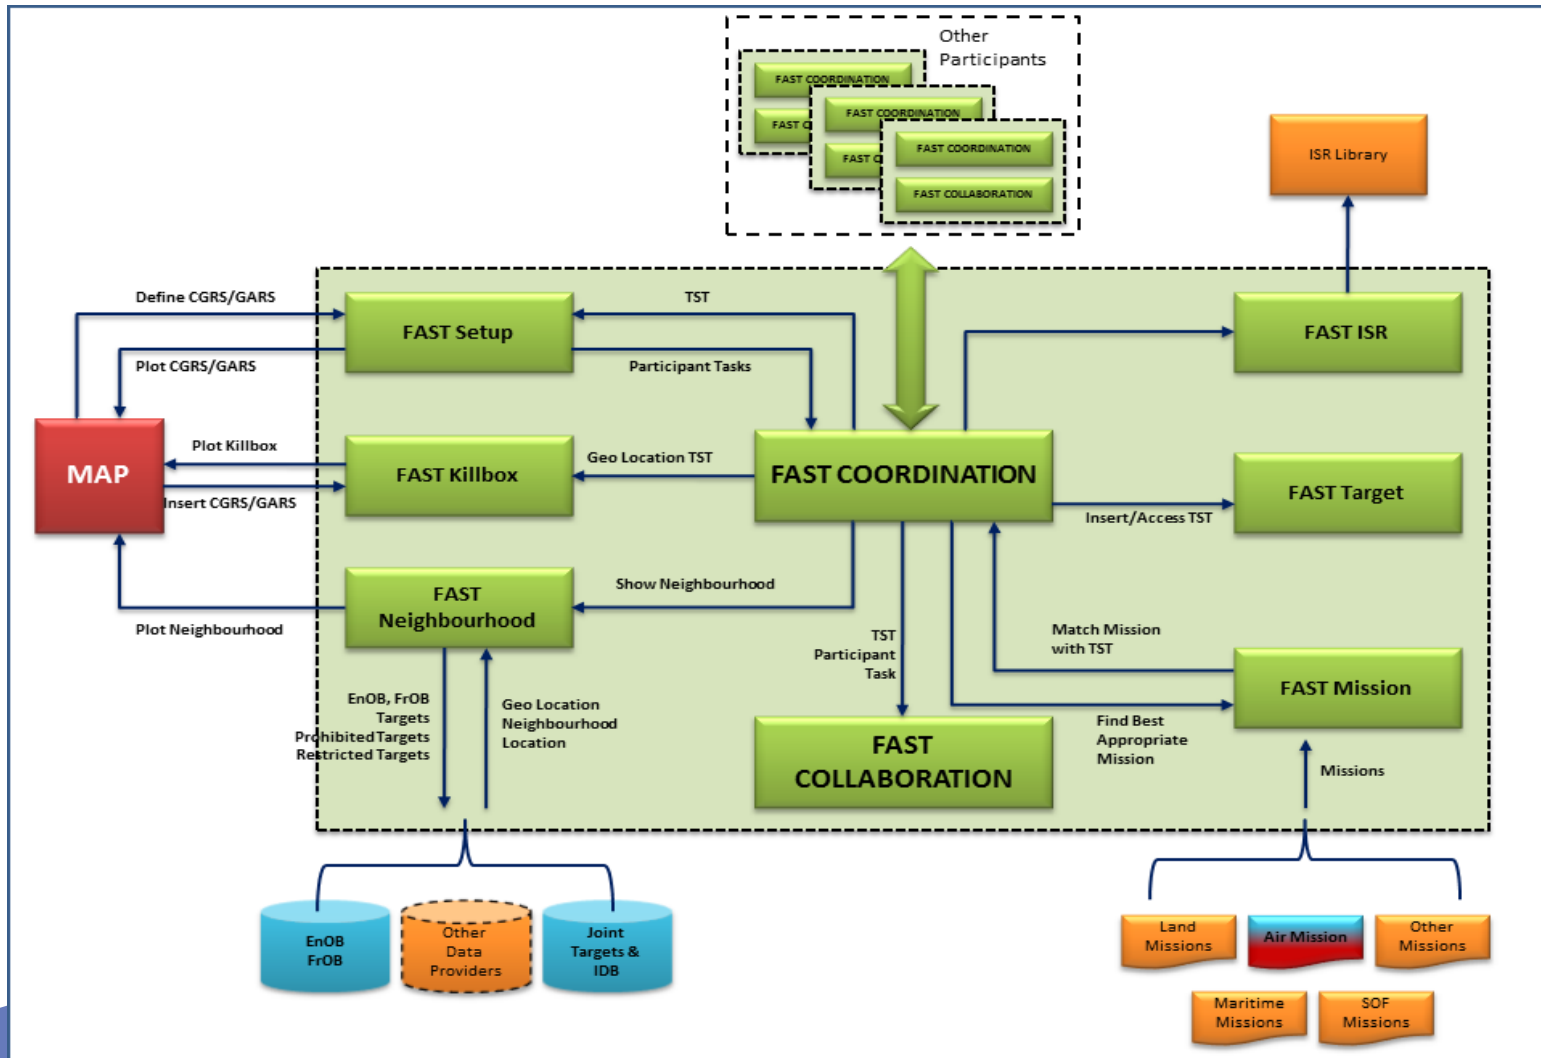 Other
Participants
FAST COORDINATION
FAST C
FAST COORDINATION
FAST C
FAST COORDINATION
FAST COLLABORATION
ISR Library
Define CGRS/GARS
FAST Setup
TST
FAST ISR
Plot CGRS/GARS
Participant Tasks
MAP
Plot Killbox
FAST Killbox
Geo Location TST
FAST COORDINATION
FAST Target
Insert CGRS/GARS
Insert/Access TST
FAST
Neighbourhood
Show Neighbourhood
Plot Neighbourhood
TST
Participant
Task
Match Mission
with TST
FAST Mission
EnOB, FrOB
Targets
Prohibited Targets
Restricted Targets
Geo Location
Neighbourhood
Location
FAST
COLLABORATION
Find Best
Appropriate
Mission
Missions
EnOB
FrOB
Other
Data
Providers
Joint
Targets &
IDB
Land
Missions
Air Mission
Other
Missions
Maritime
Missions
SOF
Missions